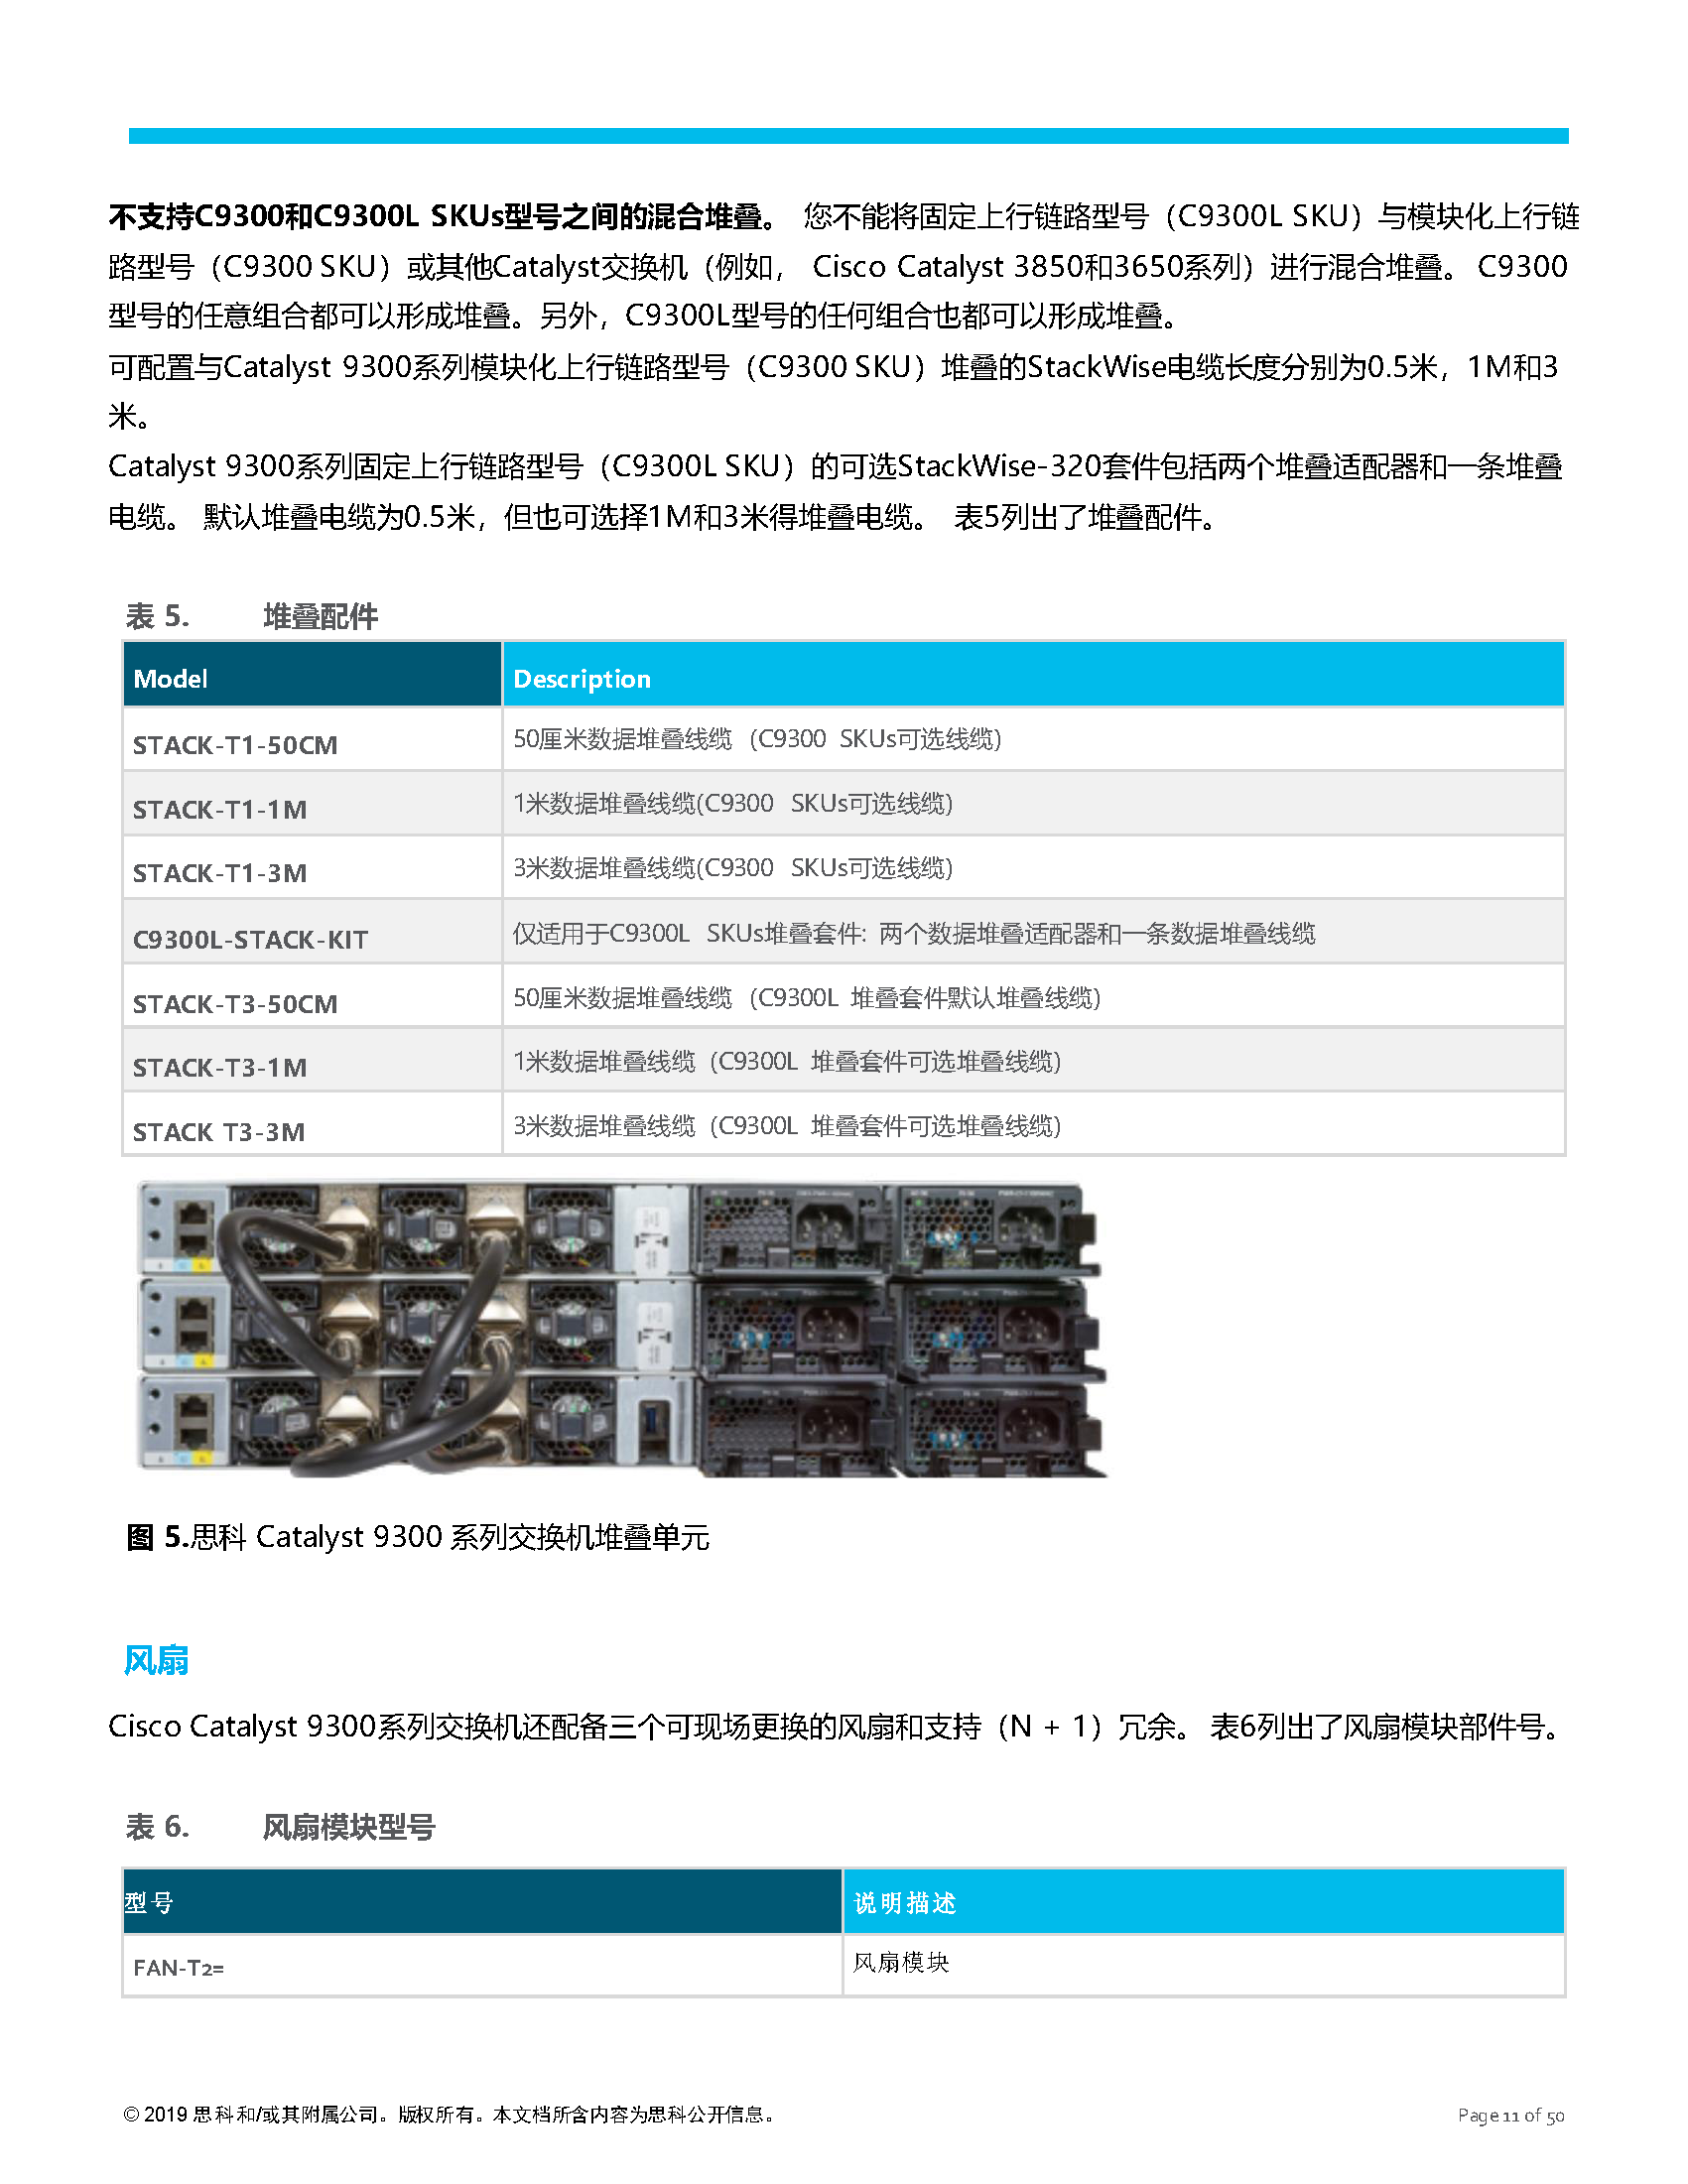 不支持C9300和C9300L SKUs型号之间的混合堆叠。 您不能将固定上行链路型号（C9300L SKU）与模块化上行链
路型号（C9300 SKU）或其他Catalyst交换机（例如， Cisco Catalyst 3850和3650系列）进行混合堆叠。 C9300
型号的任意组合都可以形成堆叠。另外，C9300L型号的任何组合也都可以形成堆叠。
可配置与Catalyst 9300系列模块化上行链路型号（C9300 SKU）堆叠的StackWise电缆长度分别为0.5米，1M和3
米。
Catalyst 9300系列固定上行链路型号（C9300L SKU）的可选StackWise-320套件包括两个堆叠适配器和一条堆叠
电缆。 默认堆叠电缆为0.5米，但也可选择1M和3米得堆叠电缆。 表5列出了堆叠配件。
表 5. 堆叠配件
Model Description
STACK-T1-50CM 50厘米数据堆叠线缆 (C9300 SKUs可选线缆)
STACK-T1-1M 1米数据堆叠线缆(C9300 SKUs可选线缆)
STACK-T1-3M 3米数据堆叠线缆(C9300 SKUs可选线缆)
C9300L-STACK-KIT 仅适用于C9300L SKUs堆叠套件: 两个数据堆叠适配器和一条数据堆叠线缆
STACK-T3-50CM 50厘米数据堆叠线缆 (C9300L 堆叠套件默认堆叠线缆)
STACK-T3-1M 1米数据堆叠线缆 (C9300L 堆叠套件可选堆叠线缆)
STACK T3-3M 3米数据堆叠线缆 (C9300L 堆叠套件可选堆叠线缆)
图 5.思科 Catalyst 9300 系列交换机堆叠单元
风扇
Cisco Catalyst 9300系列交换机还配备三个可现场更换的风扇和支持（N + 1）冗余。 表6列出了风扇模块部件号。
表 6. 风扇模块型号
型号 说明描述
FAN-T2= 风扇模块
© 2019 思科和/或其附属公司。版权所有。本文档所含内容为思科公开信息。 Page 11 of 50